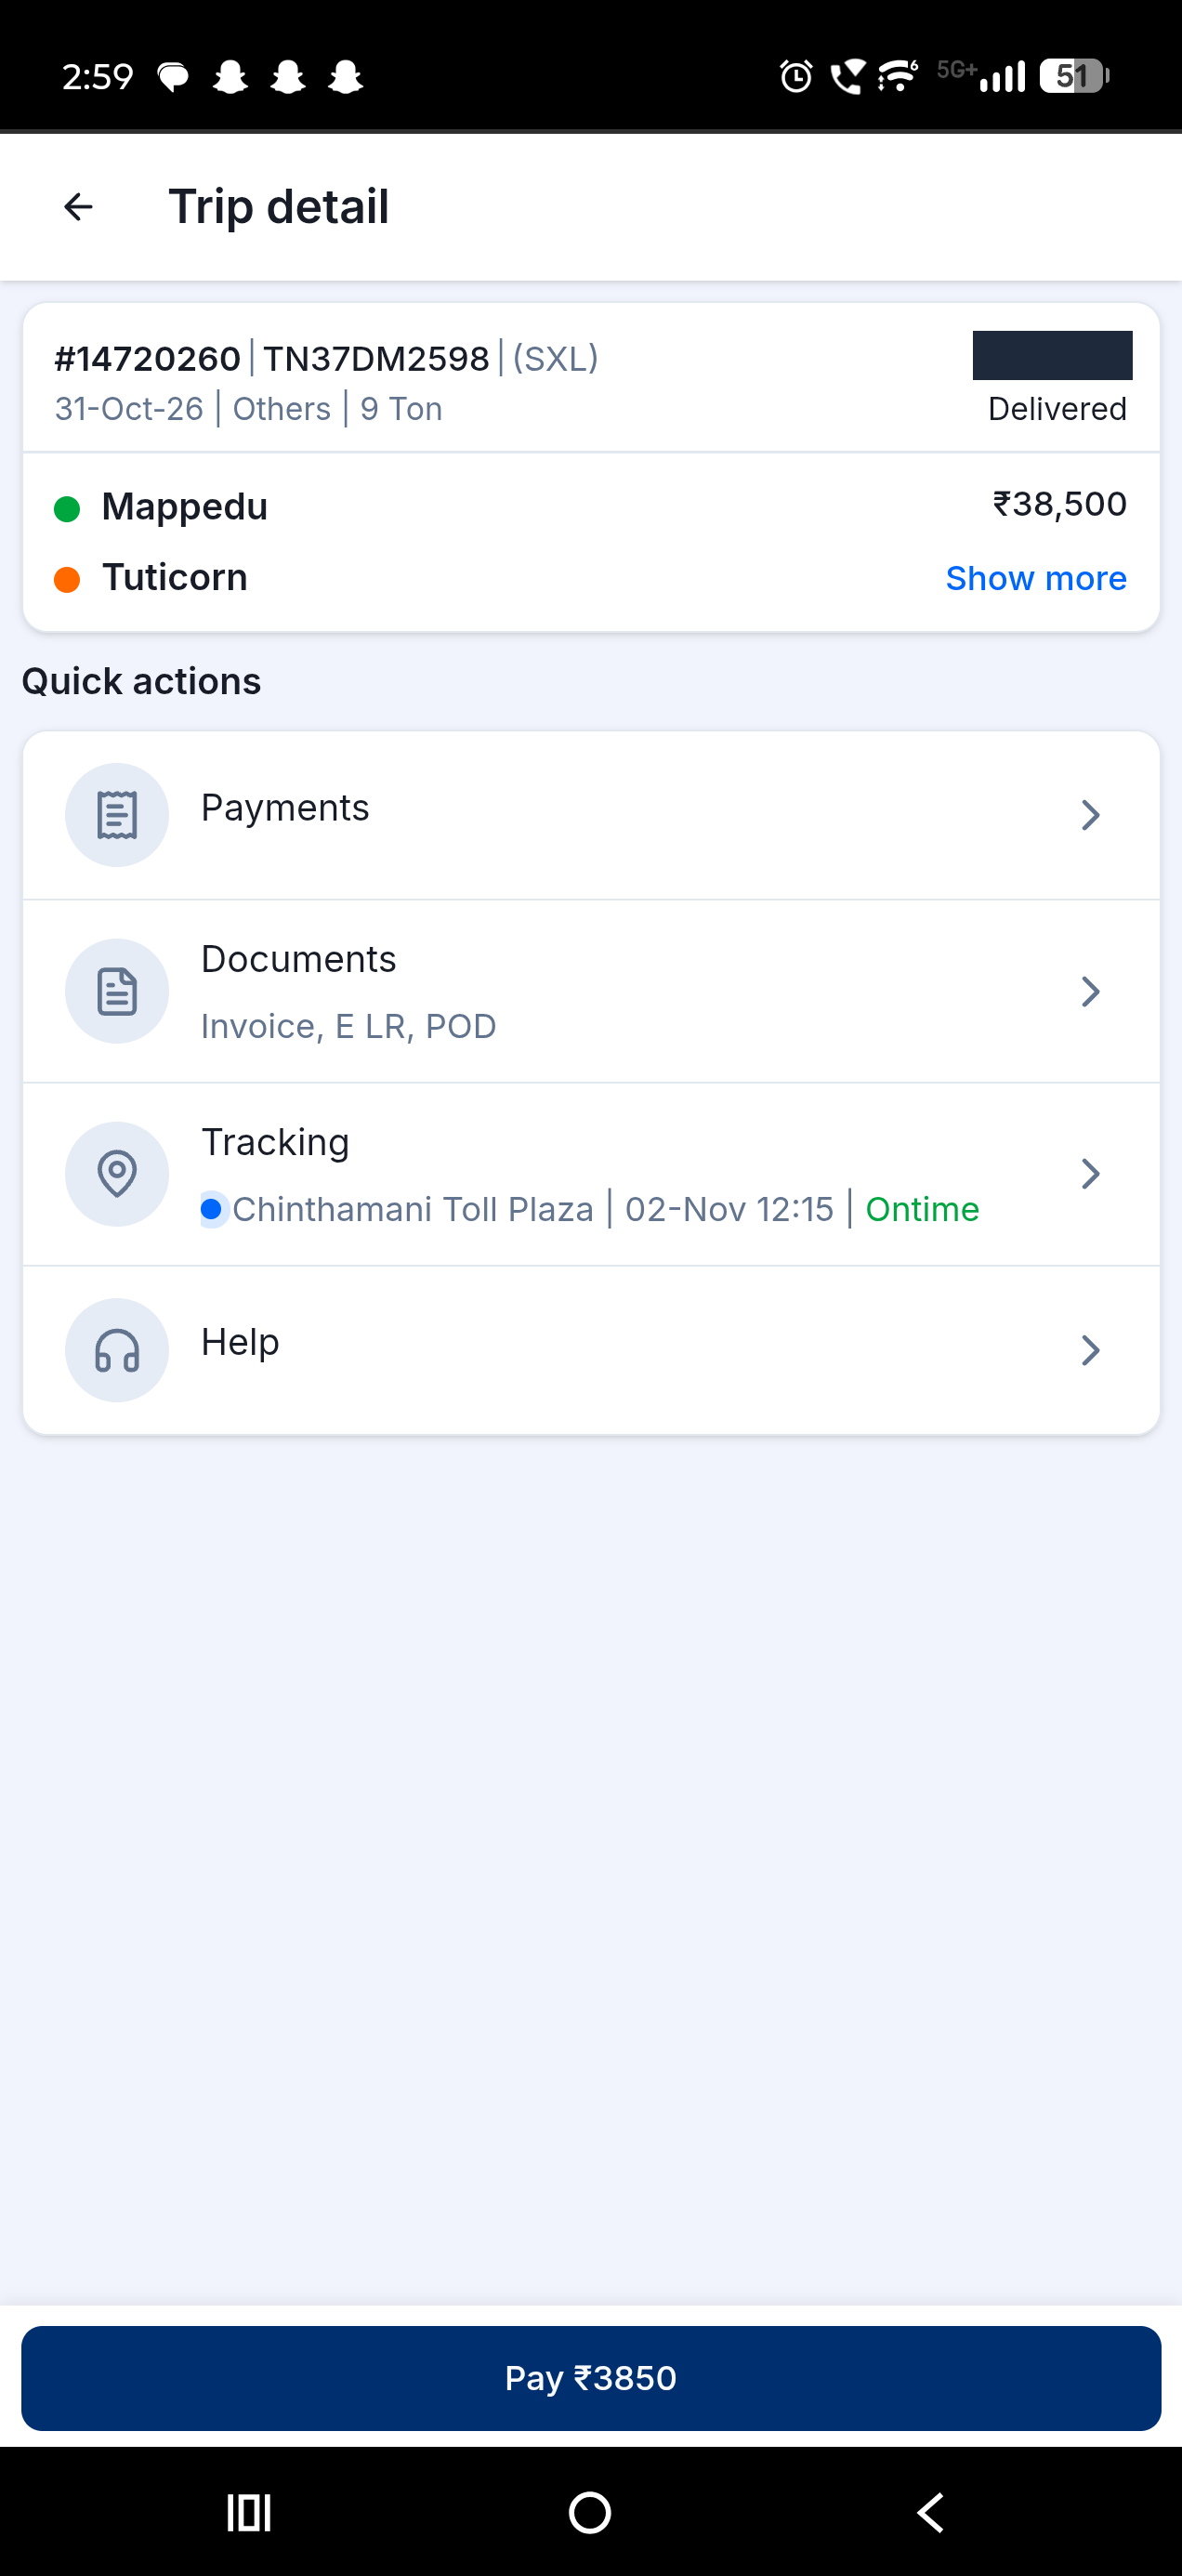 2:59
6 5G+ 51
Trip detail
#14720260 | TN37DM2598 | (SXL)
31-Oct-26 | Others | 9 Ton
Delivered
Mappedu
₹38,500
Tuticorn
Show more
Quick actions
Payments
Documents
Invoice, E LR, POD
Tracking
Chinthamani Toll Plaza | 02-Nov 12:15 | Ontime
Help
Pay ₹3850